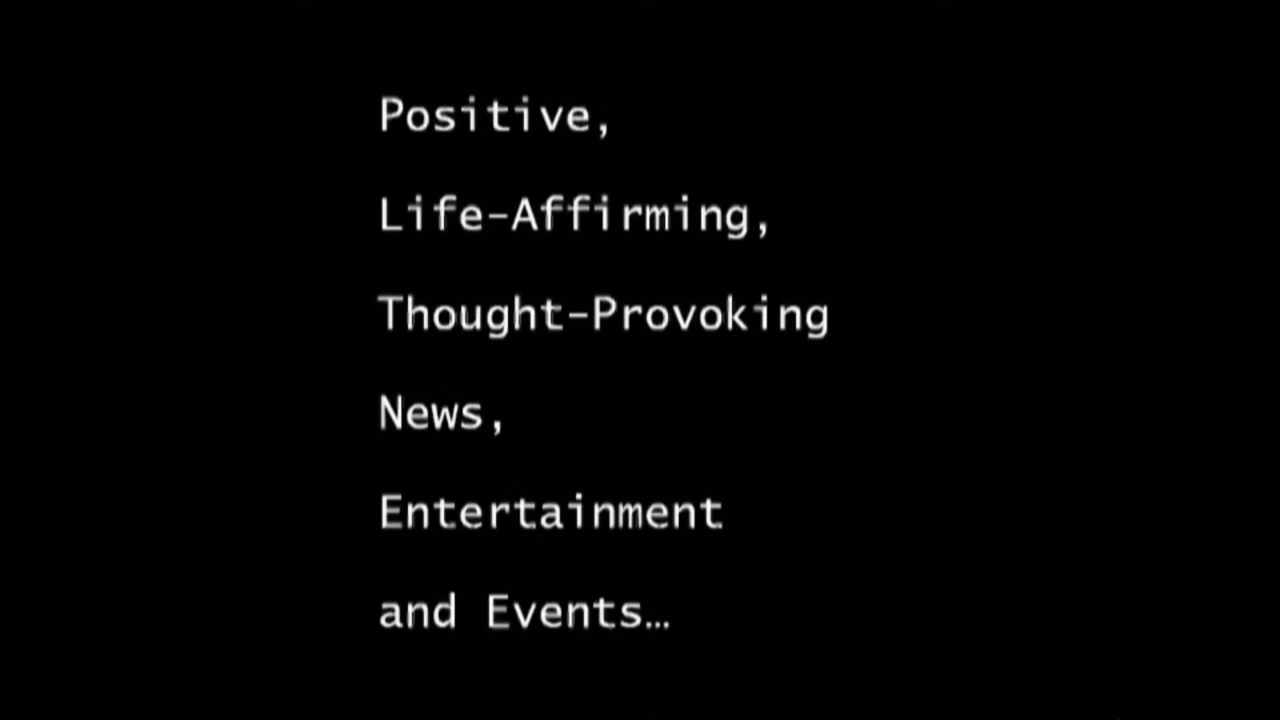 Positive,
Life-Affirming,
Thought-Provoking
News,
Entertainment
and Events…